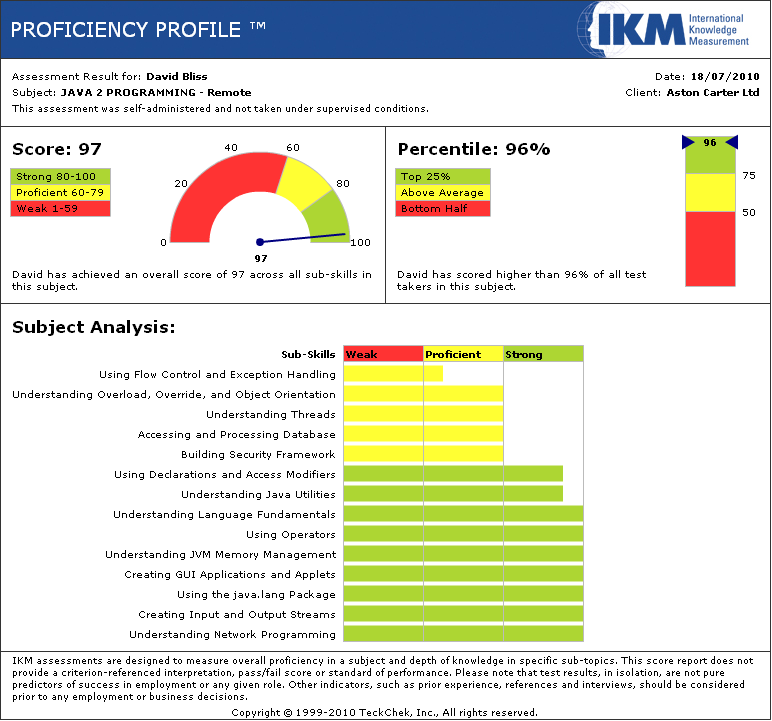 PROFICIENCY PROFILE ™
IKM International
Knowledge
Measurement
Assessment Result for: David Bliss
Date: 18/07/2010
Subject: JAVA 2 PROGRAMMING - Remote
Client: Aston Carter Ltd
This assessment was self-administered and not taken under supervised conditions.
Score: 97
Strong 80-100
Proficient 60-79
Weak 1-59
0
20
40
60
80
100
97
David has achieved an overall score of 97 across all sub-skills in
this subject.
Percentile: 96%
Top 25%
Above Average
Bottom Half
96
75
50
David has scored higher than 96% of all test
takers in this subject.
Subject Analysis:
Sub-Skills Weak Proficient Strong
Using Flow Control and Exception Handling
Understanding Overload, Override, and Object Orientation
Understanding Threads
Accessing and Processing Database
Building Security Framework
Using Declarations and Access Modifiers
Understanding Java Utilities
Understanding Language Fundamentals
Using Operators
Understanding JVM Memory Management
Creating GUI Applications and Applets
Using the java.lang Package
Creating Input and Output Streams
Understanding Network Programming
IKM assessments are designed to measure overall proficiency in a subject and depth of knowledge in specific sub-topics. This score report does not
provide a criterion-referenced interpretation, pass/fail score or standard of performance. Please note that test results, in isolation, are not pure
predictors of success in employment or any given role. Other indicators, such as prior experience, references and interviews, should be considered
prior to any employment or business decisions.
Copyright © 1999-2010 TeckChek, Inc., All rights reserved.